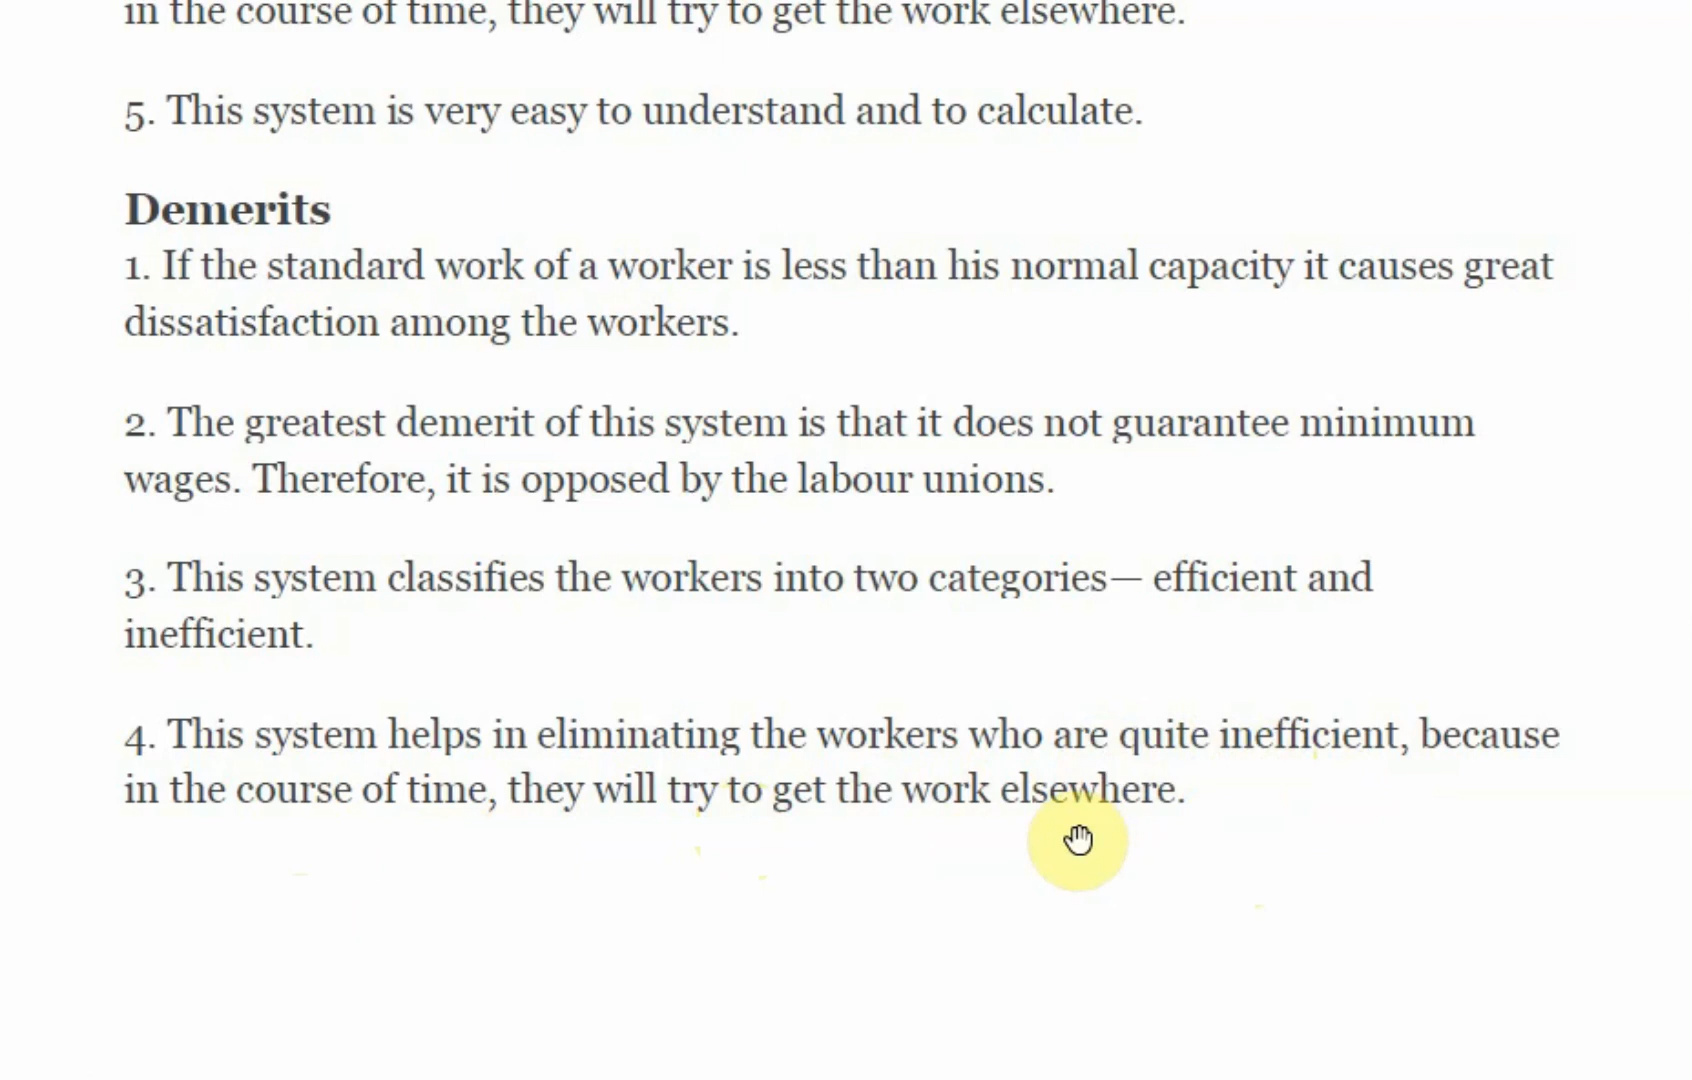 in the course of time, they will try to get the work elsewhere.
5. This system is very easy to understand and to calculate.
Demerits
1. If the standard work of a worker is less than his normal capacity it causes great
dissatisfaction among the workers.
2. The greatest demerit of this system is that it does not guarantee minimum
wages. Therefore, it is opposed by the labour unions.
3. This system classifies the workers into two categories— efficient and
inefficient.
4. This system helps in eliminating the workers who are quite inefficient, because
in the course of time, they will try to get the work elsewhere.